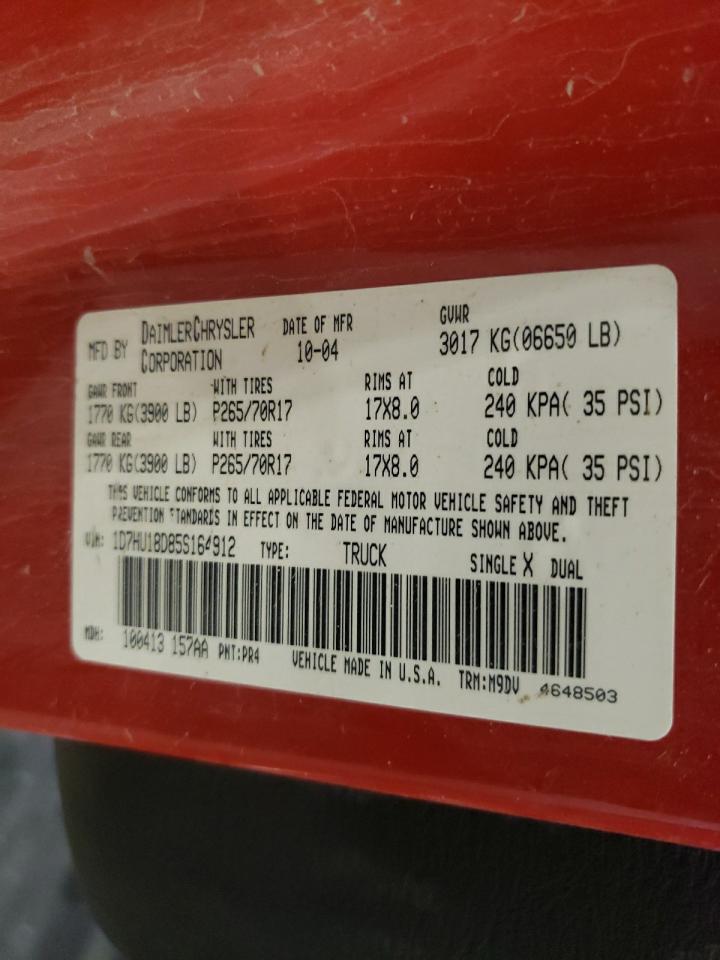 MFD BY DAIMLERCHRYSLER CORPORATION DATE OF MFR 10-04 GVWR 3017 KG(06650 LB)
GAWR FRONT WITH TIRES RIMS AT COLD
1770 KG(3900 LB) P265/70R17 17X8.0 240 KPA( 35 PSI)
GAWR REAR RIMS AT COLD
1770 KG(3900 LB) P265/70R17 17X8.0 240 KPA( 35 PSI)
THIS VEHICLE CONFORMS TO ALL APPLICABLE FEDERAL MOTOR VEHICLE SAFETY AND THEFT
PREVENTION STANDARDS IN EFFECT ON THE DATE OF MANUFACTURE SHOWN ABOVE.
VIN: 1D7HU18D85S164912 TYPE: TRUCK SINGLE X DUAL
MDH: 100413 157AA PNT:PR4 VEHICLE MADE IN U.S.A. TRM:M9DV 4648503